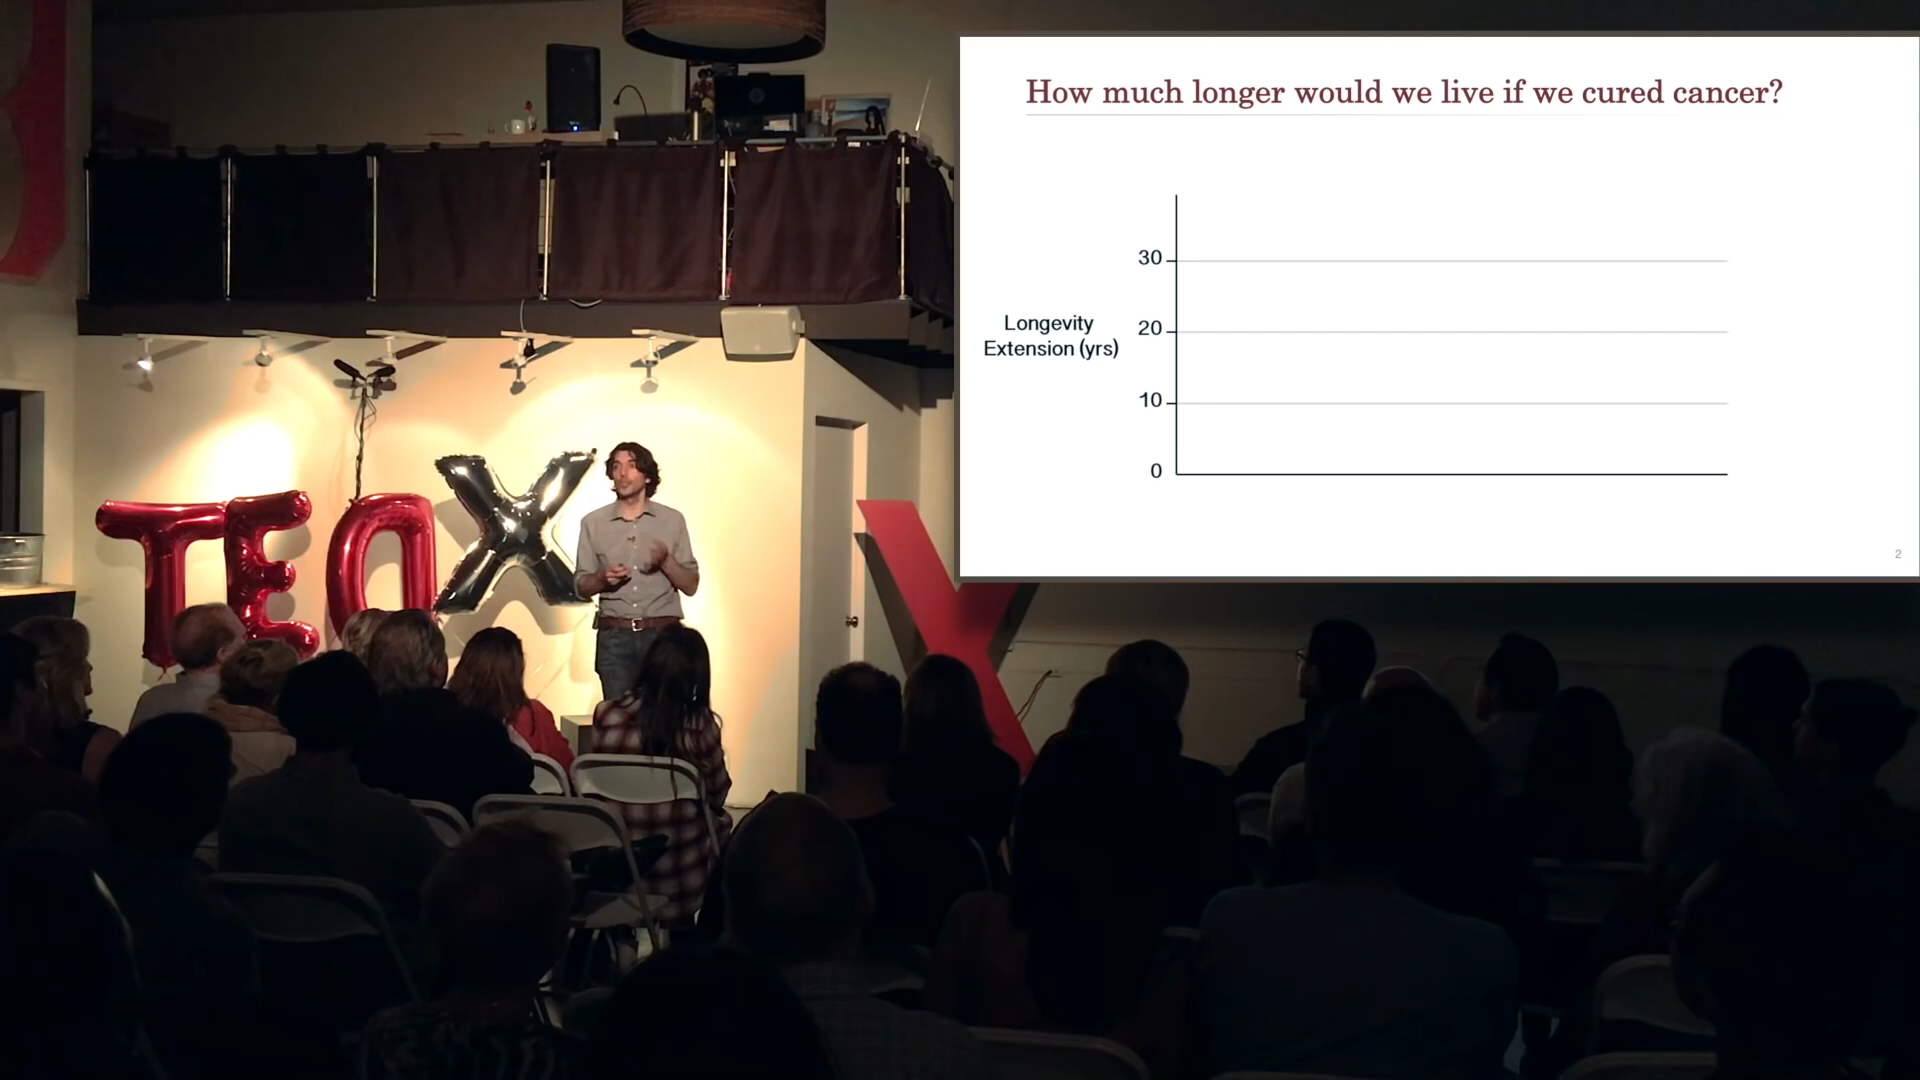 How much longer would we live if we cured cancer?
30
20
10
0
Longevity
Extension (yrs)
2
TEDX
X